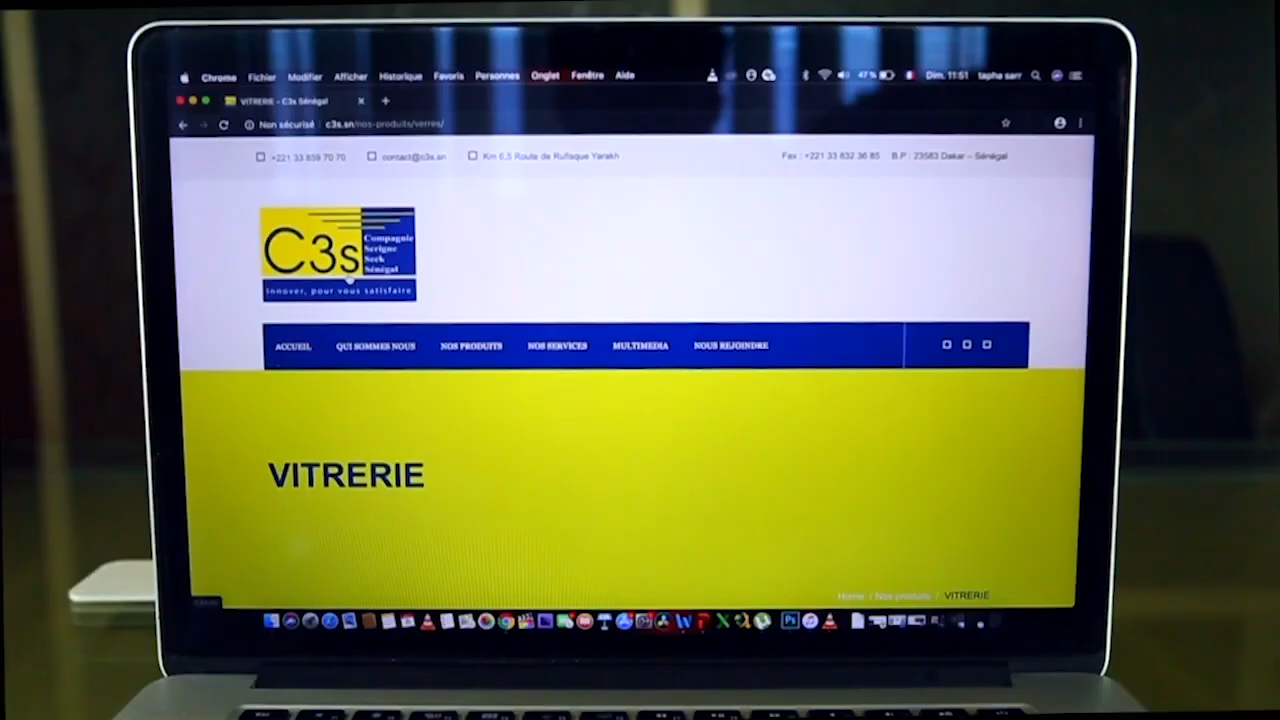 Chrome Fichier Modifier Afficher Historique Favoris Personnes Onglet Fenêtre Aide 47 % Dim. 11:51 tapha sarr
VITRERIE - C3s Sénégal
Non sécurisé c3s.sn/nos-produits/verres/
+221 33 859 70 70 contact@c3s.sn Km 6,5 Route de Rufisque Yarakh Fax : +221 33 832 36 85 B.P : 23583 Dakar – Sénégal
C3s
Compagnie
Serigne
Seck
Sénégal
Innover, pour vous satisfaire
ACCUEIL QUI SOMMES NOUS NOS PRODUITS NOS SERVICES MULTIMEDIA NOUS REJOINDRE
VITRERIE
Home / Nos produits / VITRERIE